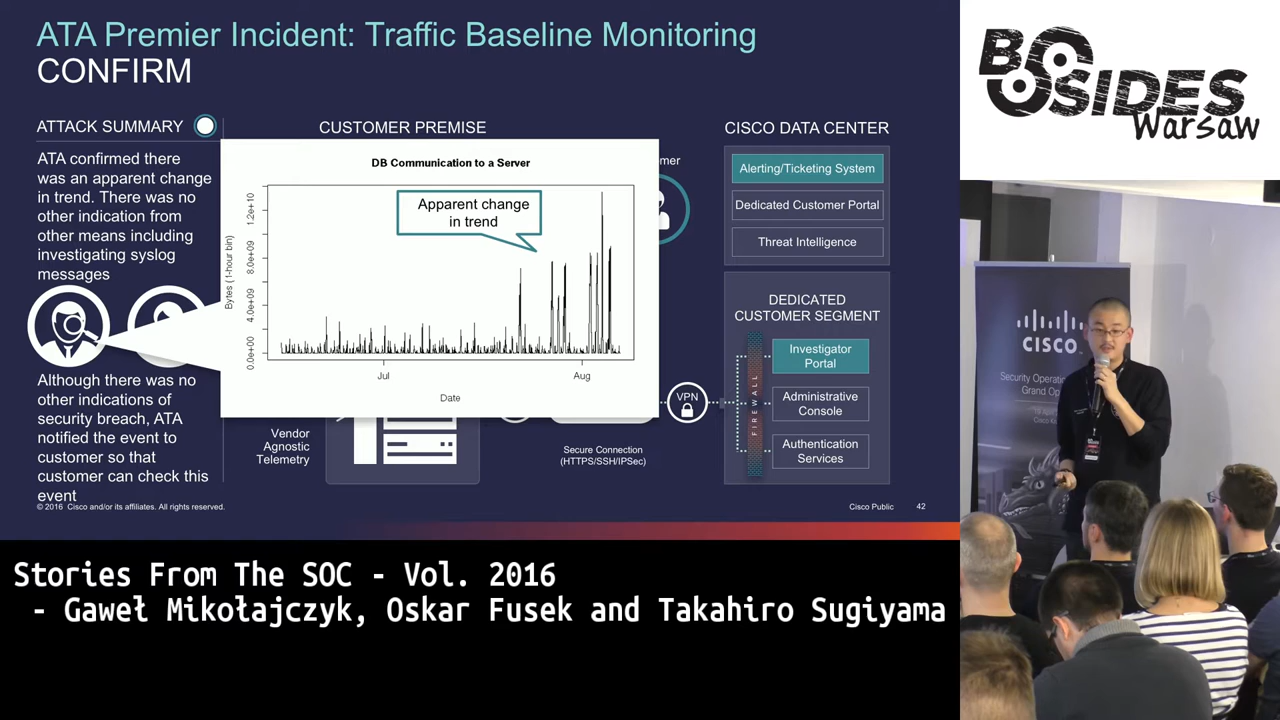 ATA Premier Incident: Traffic Baseline Monitoring
CONFIRM
ATTACK SUMMARY
ATA confirmed there
was an apparent change
in trend. There was no
other indication from
other means including
investigating syslog
messages
Although there was no
other indications of
security breach, ATA
notified the event to
customer so that
customer can check this
event
CUSTOMER PREMISE
DB Communication to a Server
Apparent change
in trend
Bytes (1-hour bin)
1.2e+10
8.0e+09
4.0e+09
0.0e+00
Jul
Aug
Date
mer
Vendor
Agnostic
Telemetry
Secure Connection
(HTTPS/SSH/IPSec)
VPN
CISCO DATA CENTER
Alerting/Ticketing System
Dedicated Customer Portal
Threat Intelligence
DEDICATED
CUSTOMER SEGMENT
FIREWALL
Investigator
Portal
Administrative
Console
Authentication
Services
© 2016 Cisco and/or its affiliates. All rights reserved.
Cisco Public
42
BSIDES
Warsaw
CISCO
Security Operatio
Grand Op
Stories From The SOC - Vol. 2016
- Gaweł Mikołajczyk, Oskar Fusek and Takahiro Sugiyama